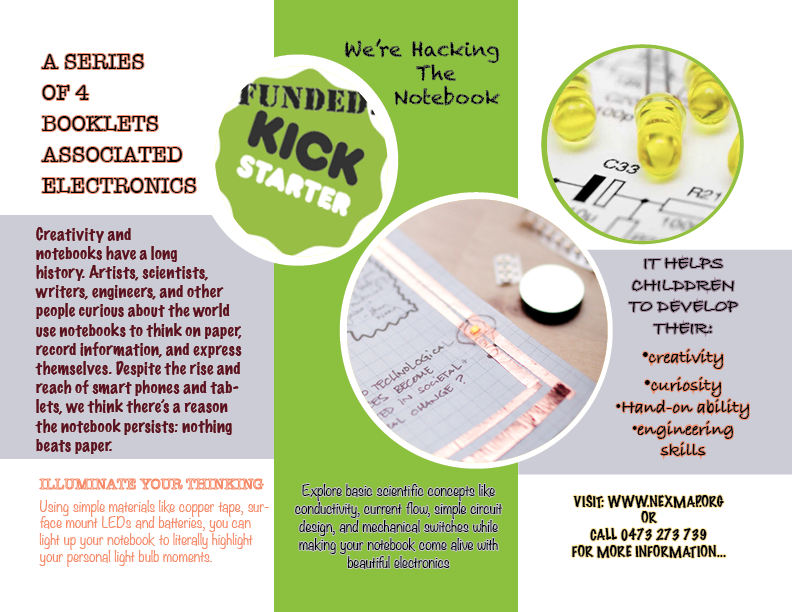 A SERIES
OF 4
BOOKLETS
ASSOCIATED
ELECTRONICS
Creativity and
notebooks have a long
history. Artists, scientists,
writers, engineers, and other
people curious about the world
use notebooks to think on paper,
record information, and express
themselves. Despite the rise and
reach of smart phones and tab-
lets, we think there's a reason
the notebook persists: nothing
beats paper.
ILLUMINATE YOUR THINKING
Using simple materials like copper tape, sur-
face mount LEDs and batteries, you can
light up your notebook to literally highlight
your personal light bulb moments.
FUNDED
KICK
STARTER
We're Hacking
The
Notebook
TECHNOLOGICA
BECOME
IN SOCIETAL
CHANGE?
Explore basic scientific concepts like
conductivity, current flow, simple circuit
design, and mechanical switches while
making your notebook come alive with
beautiful electronics
C33
R21
IT HELPS
CHILDDREN
TO DEVELOP
THEIR:
•creativity
•curiosity
•Hand-on ability
•engineering
skills
VISIT: WWW.NEXMAP.ORG
OR
CALL 0473 273 739
FOR MORE INFORMATION...